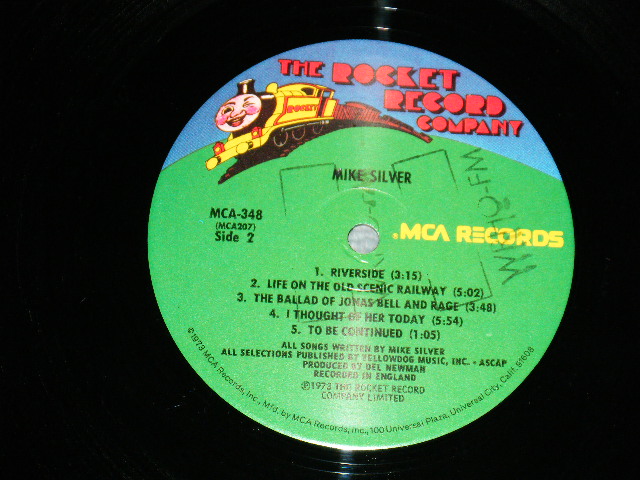 THE ROCKET
RECORD
COMPANY
ROCKET
MIKE SILVER
MCA-348
(MCA207)
Side 2
MCA RECORDS
1. RIVERSIDE (3:15)
2. LIFE ON THE OLD SCENIC RAILWAY (5:02)
3. THE BALLAD OF JONAS BELL AND RAGE (3:48)
4. I THOUGHT OF HER TODAY (5:54)
5. TO BE CONTINUED (1:05)
ALL SONGS WRITTEN BY MIKE SILVER
ALL SELECTIONS PUBLISHED BY YELLOWDOG MUSIC, INC. - ASCAP
PRODUCED BY DEL NEWMAN
RECORDED IN ENGLAND
Ⓟ1973 THE ROCKET RECORD
COMPANY LIMITED
©1973 MCA Records, Inc., Mfd. by MCA Records, Inc., 100 Universal Plaza, Universal City, Calif. 91608